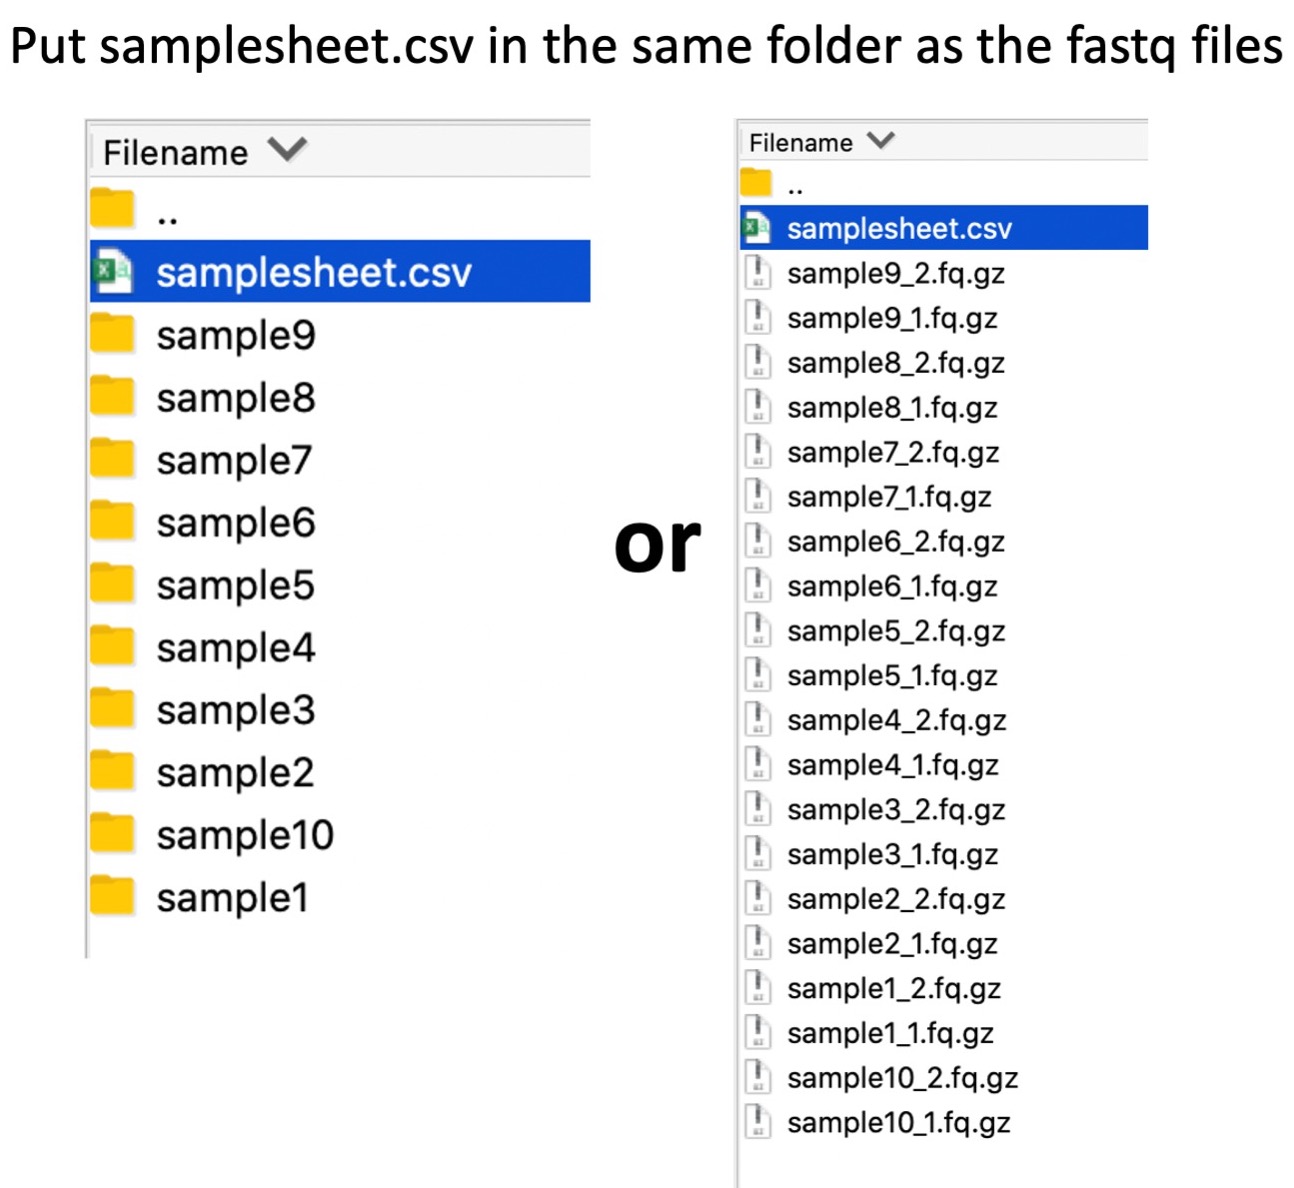 Put samplesheet.csv in the same folder as the fastq files
Filename
..
samplesheet.csv
sample9
sample8
sample7
sample6
sample5
sample4
sample3
sample2
sample10
sample1
or
Filename
..
samplesheet.csv
sample9_2.fq.gz
sample9_1.fq.gz
sample8_2.fq.gz
sample8_1.fq.gz
sample7_2.fq.gz
sample7_1.fq.gz
sample6_2.fq.gz
sample6_1.fq.gz
sample5_2.fq.gz
sample5_1.fq.gz
sample4_2.fq.gz
sample4_1.fq.gz
sample3_2.fq.gz
sample3_1.fq.gz
sample2_2.fq.gz
sample2_1.fq.gz
sample1_2.fq.gz
sample1_1.fq.gz
sample10_2.fq.gz
sample10_1.fq.gz